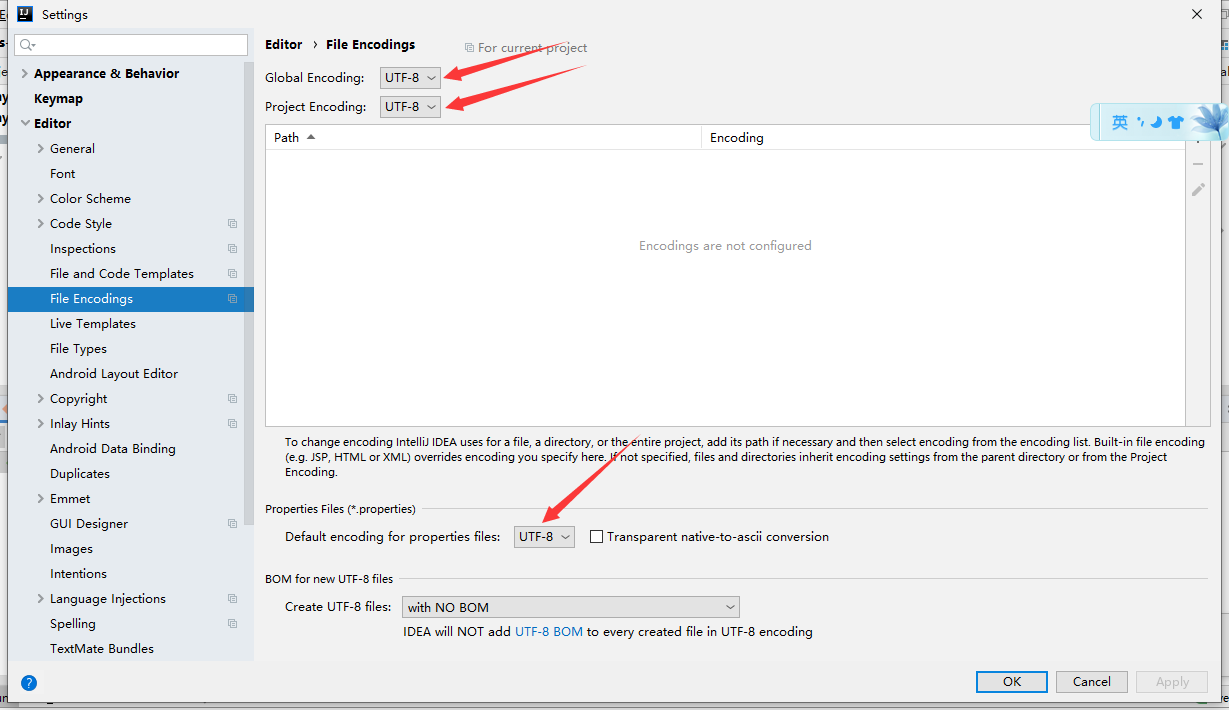 Settings
Editor › File Encodings For current project
Global Encoding: UTF-8
Project Encoding: UTF-8
Path Encoding
Encodings are not configured
To change encoding IntelliJ IDEA uses for a file, a directory, or the entire project, add its path if necessary and then select encoding from the encoding list. Built-in file encoding
(e.g. JSP, HTML or XML) overrides encoding you specify here. If not specified, files and directories inherit encoding settings from the parent directory or from the Project
Encoding.
Properties Files (*.properties)
Default encoding for properties files: UTF-8 Transparent native-to-ascii conversion
BOM for new UTF-8 files
Create UTF-8 files: with NO BOM
IDEA will NOT add UTF-8 BOM to every created file in UTF-8 encoding
Appearance & Behavior
Keymap
Editor
General
Font
Color Scheme
Code Style
Inspections
File and Code Templates
File Encodings
Live Templates
File Types
Android Layout Editor
Copyright
Inlay Hints
Android Data Binding
Duplicates
Emmet
GUI Designer
Images
Intentions
Language Injections
Spelling
TextMate Bundles
英
?
OK Cancel Apply